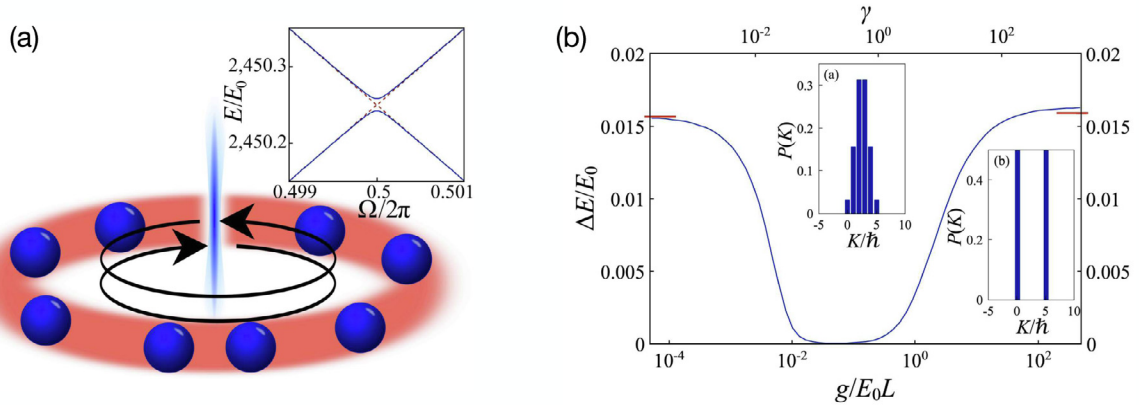 (a)
E/E₀
2,450.3
2,450.2
0.499
0.5
0.501
Ω/2π
(b)
γ
10⁻²
10⁰
10²
0.02
0.015
0.01
0.005
0
ΔE/E₀
(a)
0.3
0.2
0.1
0
P(K)
-5
0
5
10
K/ℏ
(b)
0.4
0.2
0
P(K)
-5
0
5
10
K/ℏ
0.02
0.015
0.01
0.005
0
10⁻⁴
10⁻²
10⁰
10²
g/E₀L